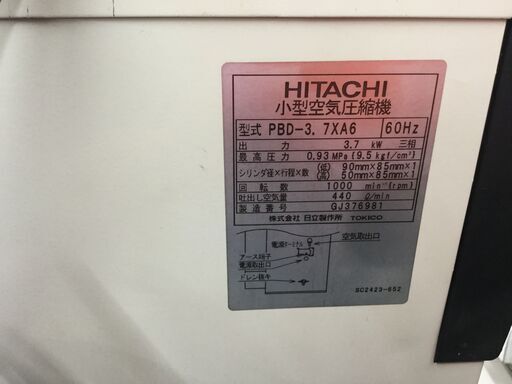 HITACHI
小型空気圧縮機
型式 PBD-3.7XA6 60Hz
出力 3.7 kW 三相
最高圧力 0.93 MPa (9.5 kgf/cm²)
シリンダ径×行程×数 (低) 90mm×85mm×1
(高) 50mm×85mm×1
回転数 1000 min⁻¹ (rpm)
吐出し空気量 440 ℓ/min
製造番号 GJ376981
株式会社 日立製作所 TOKICO
空気取出口
電源ターミナル
アース端子
電源取出口
ドレン抜キ
SC2423-652